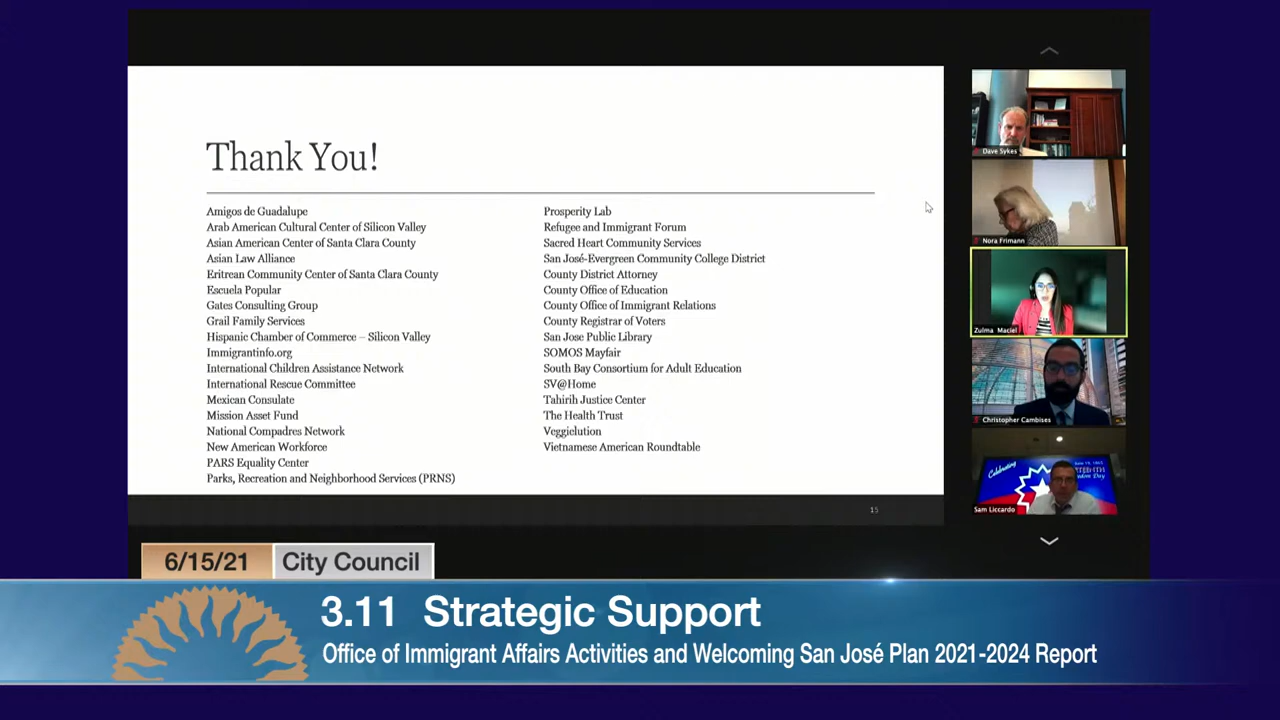 Thank You!
Amigos de Guadalupe
Arab American Cultural Center of Silicon Valley
Asian American Center of Santa Clara County
Asian Law Alliance
Eritrean Community Center of Santa Clara County
Escuela Popular
Gates Consulting Group
Grail Family Services
Hispanic Chamber of Commerce – Silicon Valley
Immigrantinfo.org
International Children Assistance Network
International Rescue Committee
Mexican Consulate
Mission Asset Fund
National Compadres Network
New American Workforce
PARS Equality Center
Parks, Recreation and Neighborhood Services (PRNS)
Prosperity Lab
Refugee and Immigrant Forum
Sacred Heart Community Services
San José-Evergreen Community College District
County District Attorney
County Office of Education
County Office of Immigrant Relations
County Registrar of Voters
San Jose Public Library
SOMOS Mayfair
South Bay Consortium for Adult Education
SV@Home
Tahirih Justice Center
The Health Trust
Veggielution
Vietnamese American Roundtable
15
Dave Sykes
Nora Frimann
Zulma Maciel
Christopher Cambises
Celebrating
Sam Liccardo
6/15/21 City Council
3.11 Strategic Support
Office of Immigrant Affairs Activities and Welcoming San José Plan 2021-2024 Report